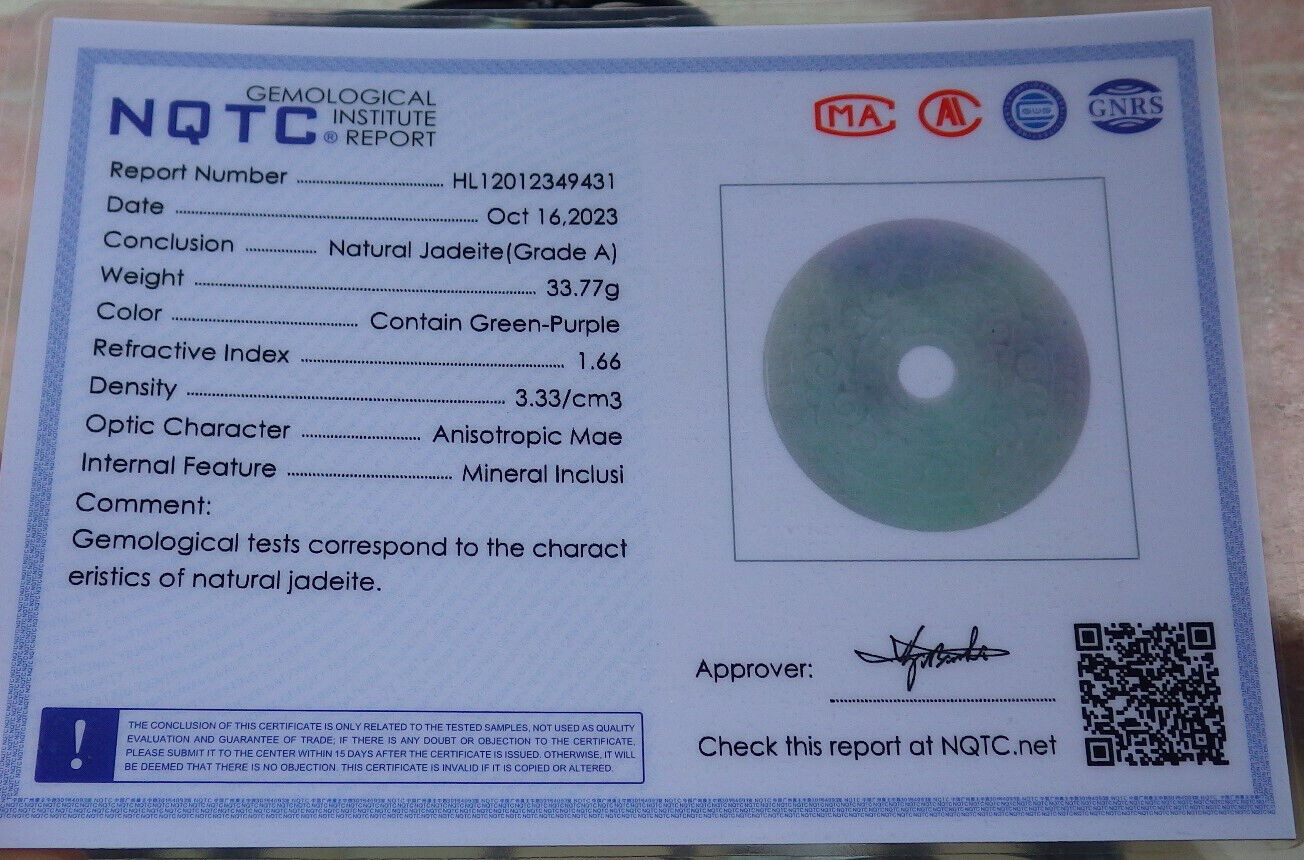 NQTC® GEMOLOGICAL
INSTITUTE
REPORT
MA
GNRS
Report Number ........................ HL12012349431
Date ........................ Oct 16,2023
Conclusion ............ Natural Jadeite(Grade A)
Weight ........................ 33.77g
Color ........................ Contain Green-Purple
Refractive Index ........................ 1.66
Density ........................ 3.33/cm3
Optic Character ............ Anisotropic Mae
Internal Feature ............ Mineral Inclusi
Comment:
Gemological tests correspond to the charact
eristics of natural jadeite.
Approver:
Check this report at NQTC.net
!
THE CONCLUSION OF THIS CERTIFICATE IS ONLY RELATED TO THE TESTED SAMPLES, NOT USED AS QUALITY
EVALUATION AND GUARANTEE OF TRADE; IF THERE IS ANY DOUBT OR OBJECTION TO THE CERTIFICATE,
PLEASE SUBMIT IT TO THE CENTER WITHIN 15 DAYS AFTER THE CERTIFICATE IS ISSUED. OTHERWISE, IT WILL
BE DEEMED THAT THERE IS NO OBJECTION. THIS CERTIFICATE IS INVALID IF IT IS COPIED OR ALTERED.